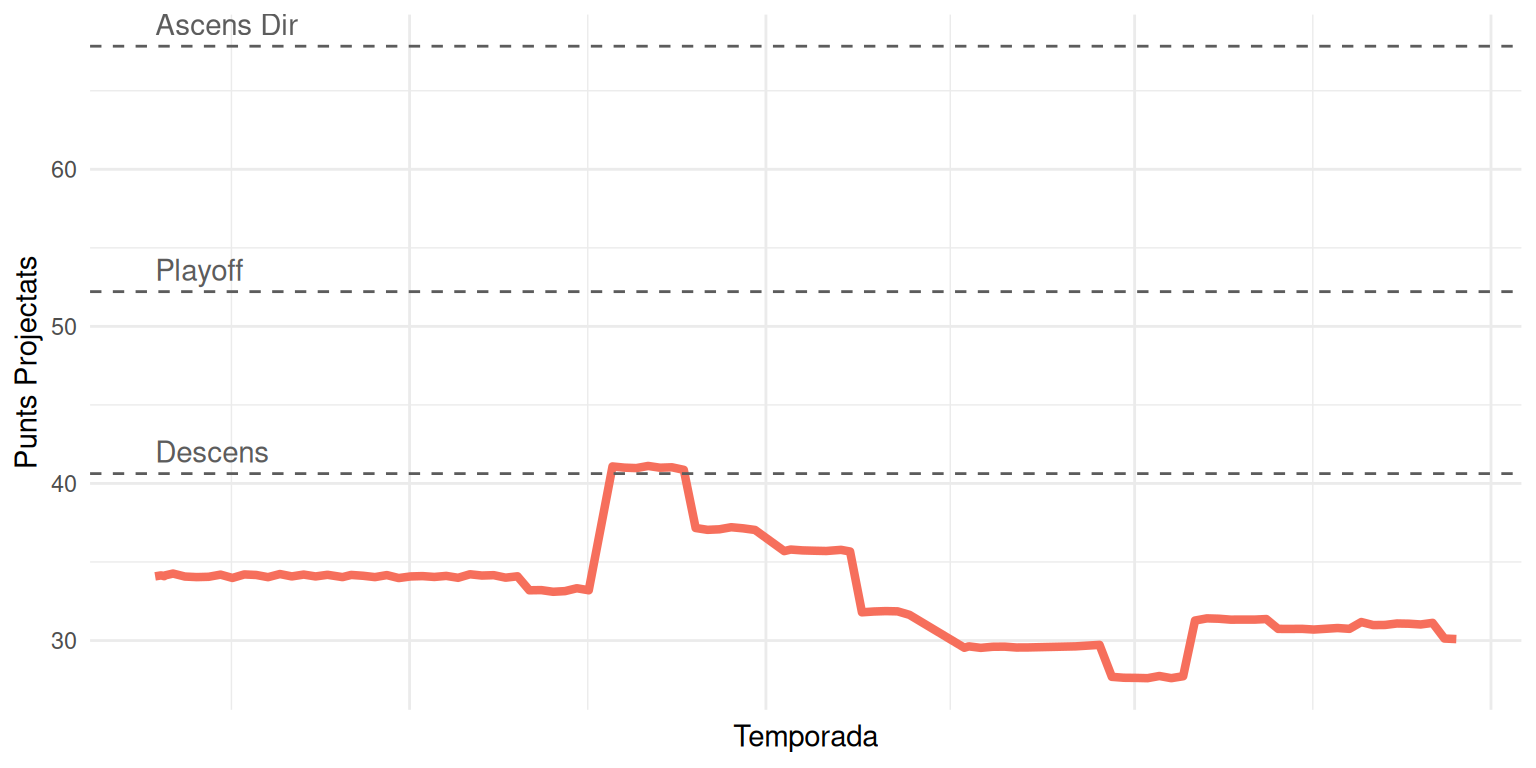 Ascens Dir
60
Playoff
50
Descens
40
30
Punts Projectats
Temporada